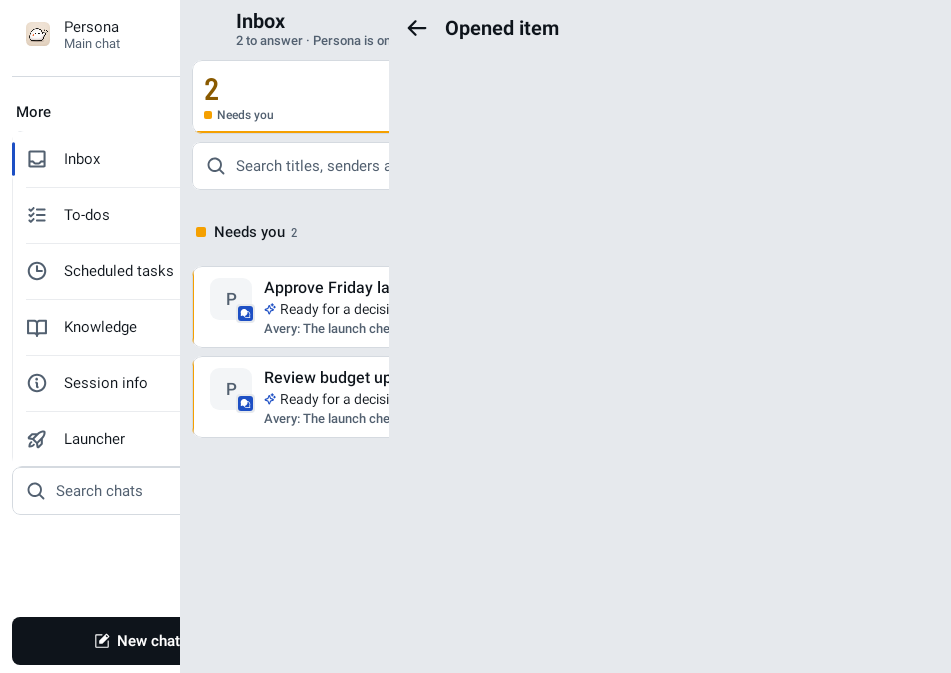 Persona
Main chat
More
Inbox
To-dos
Scheduled tasks
Knowledge
Session info
Launcher
Search chats
New chat
Inbox
2 to answer · Persona is on
2
Needs you
Search titles, senders a
Needs you 2
P
Approve Friday la
Ready for a decisi
Avery: The launch che
P
Review budget up
Ready for a decisi
Avery: The launch che
Opened item